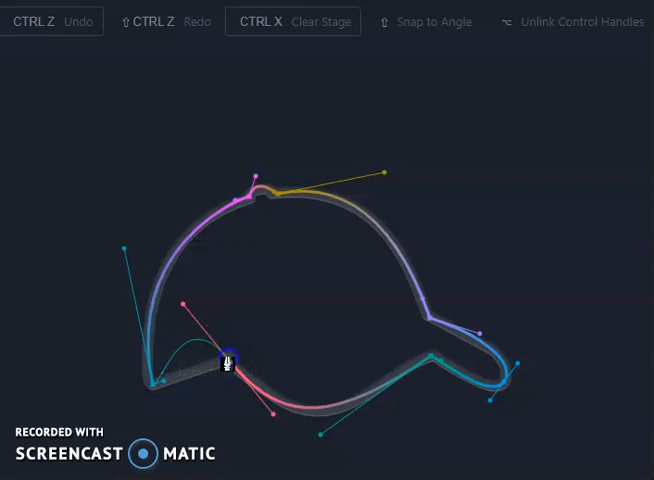 CTRL Z Undo ⇧ CTRL Z Redo CTRL X Clear Stage ⇧ Snap to Angle ⌥ Unlink Control Handles
RECORDED WITH
SCREENCAST MATIC